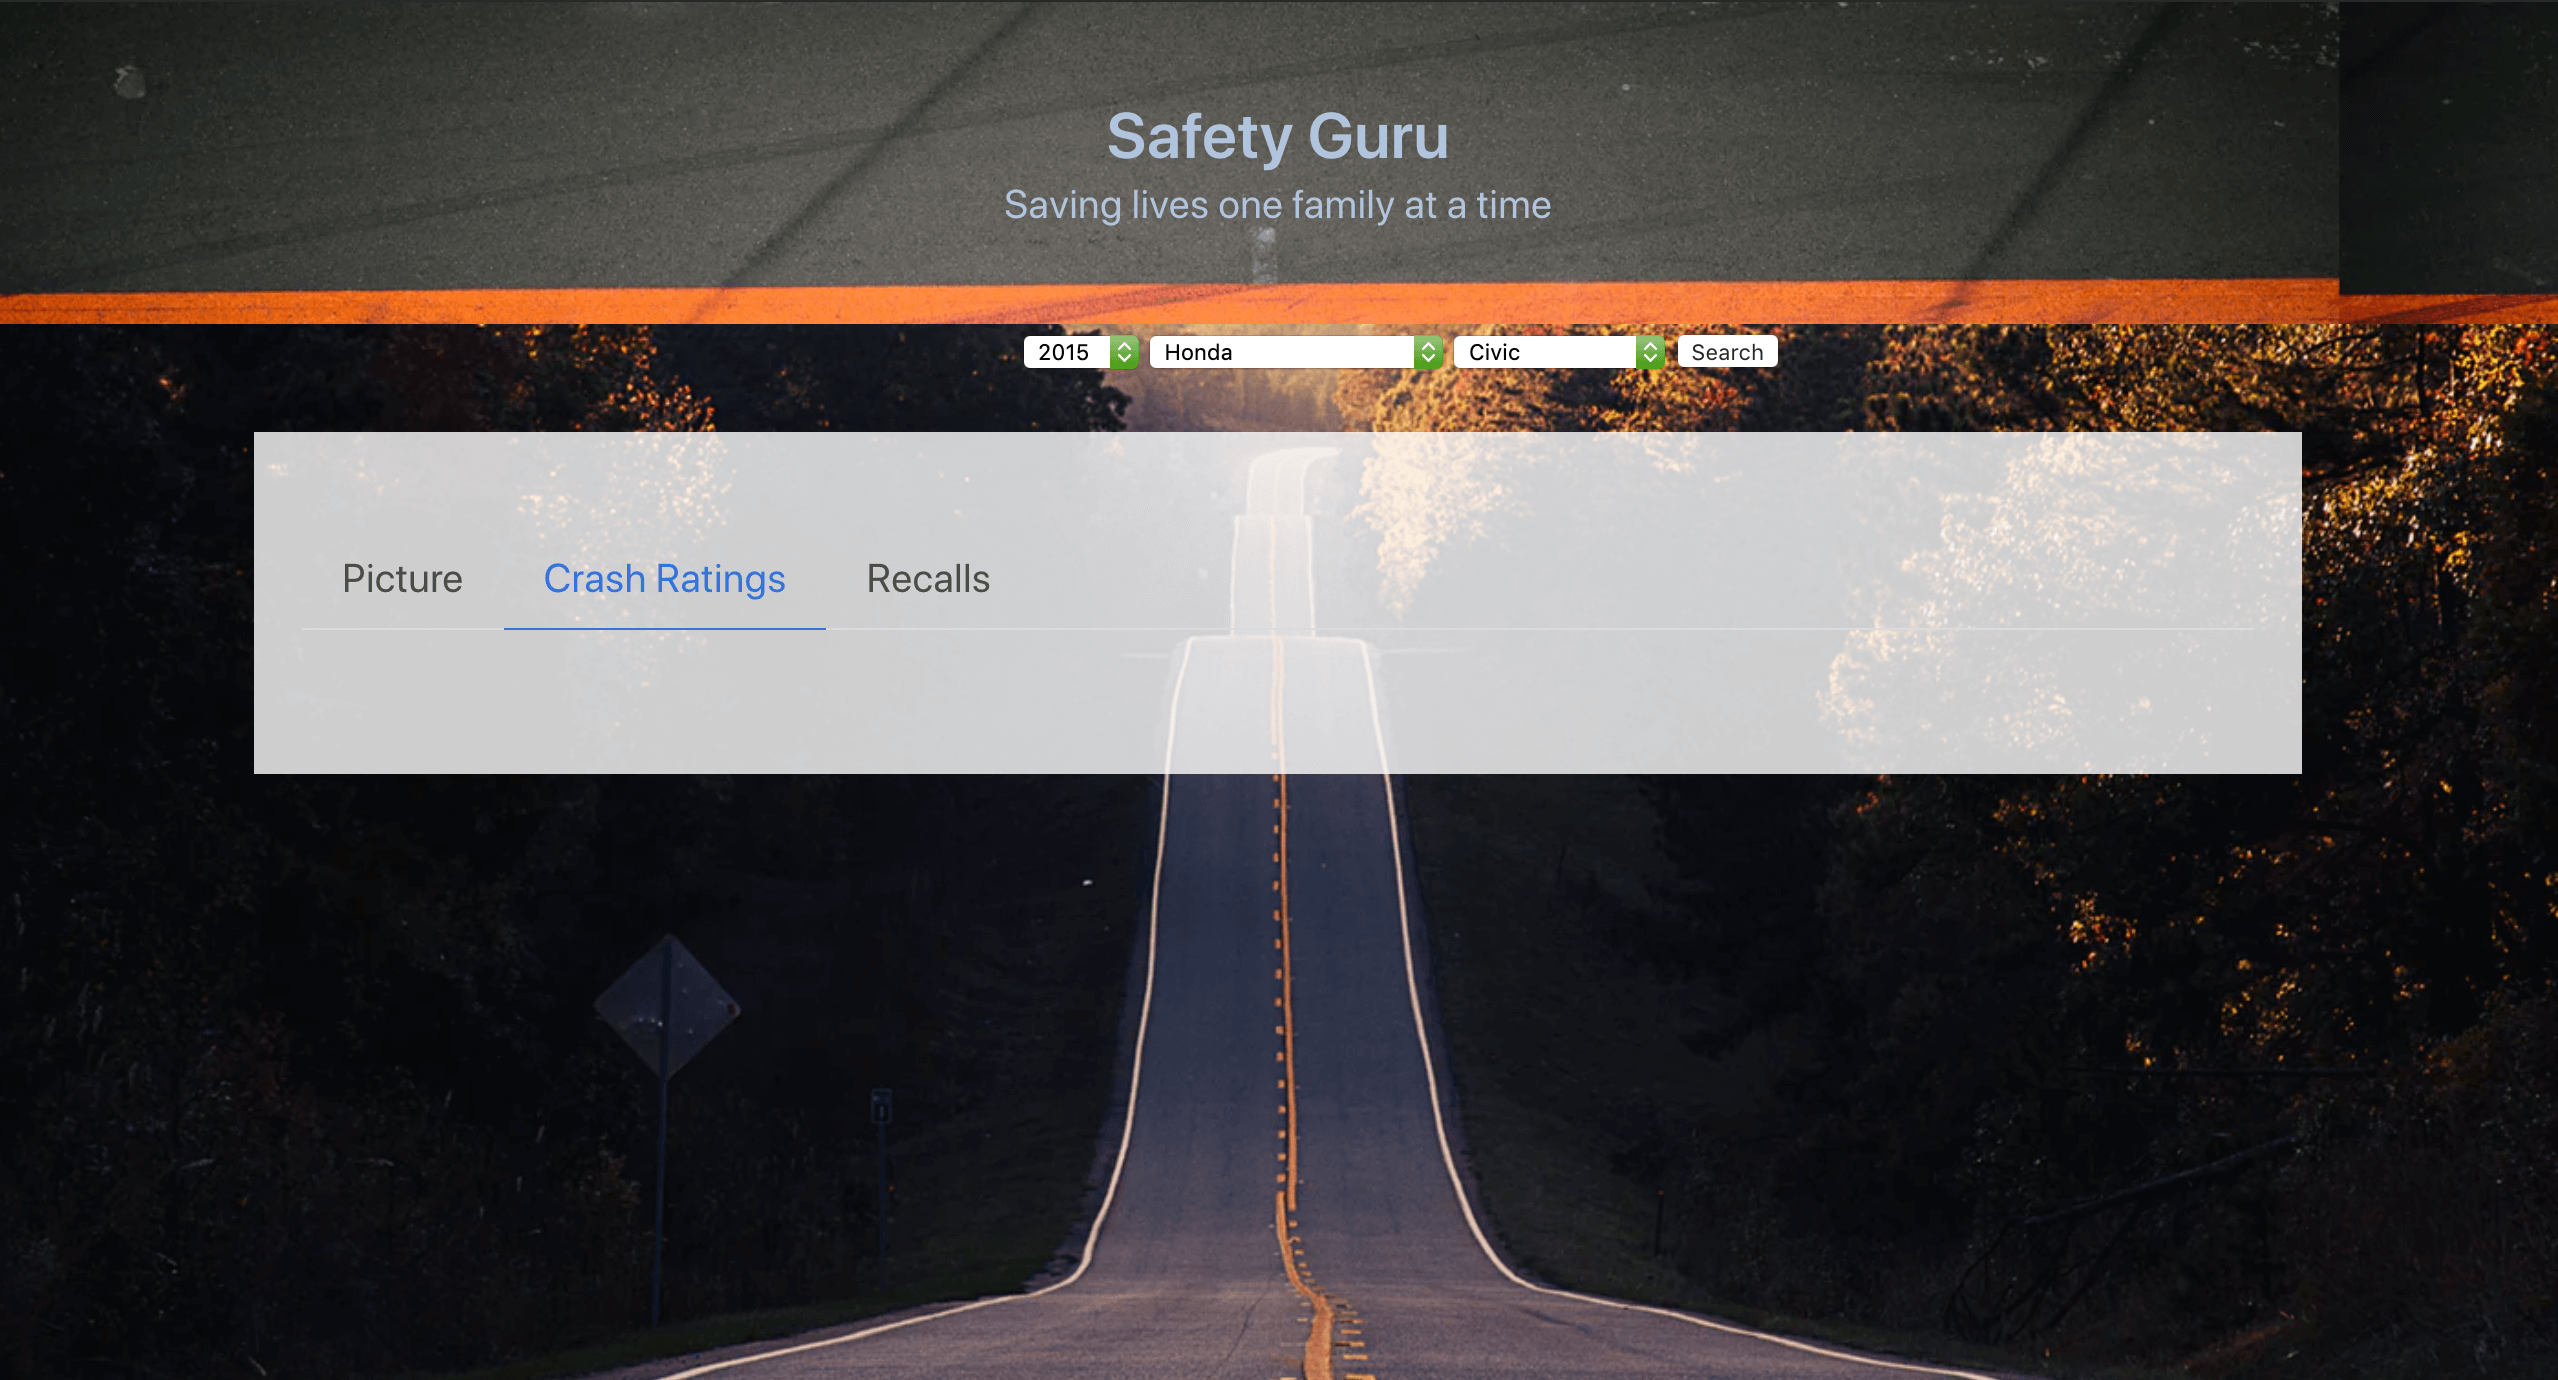 Safety Guru
Saving lives one family at a time
2015 Honda Civic Search
Picture Crash Ratings Recalls